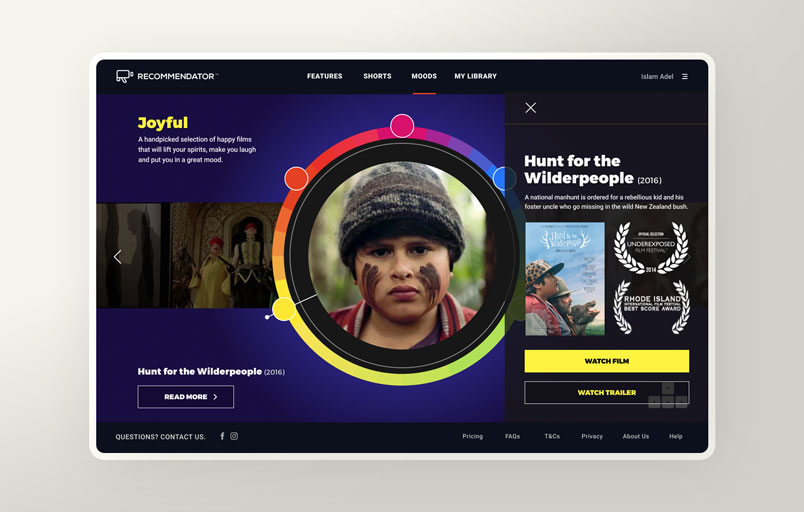 RECOMMENDATOR™
FEATURES
SHORTS
MOODS
MY LIBRARY
Islam Adel
Joyful
A handpicked selection of happy films
that will lift your spirits, make you laugh
and put you in a great mood.
Hunt for the Wilderpeople (2016)
READ MORE
Hunt for the
Wilderpeople (2016)
A national manhunt is ordered for a rebellious kid and his
foster uncle who go missing in the wild New Zealand bush.
Hunt for the
Wilderpeople
OFFICIAL SELECTION
UNDEREXPOSED
FILM FESTIVAL
2014
RHODE ISLAND
INTERNATIONAL FILM FESTIVAL
BEST SCORE AWARD
WATCH FILM
WATCH TRAILER
QUESTIONS? CONTACT US.
Pricing
FAQs
T&Cs
Privacy
About Us
Help